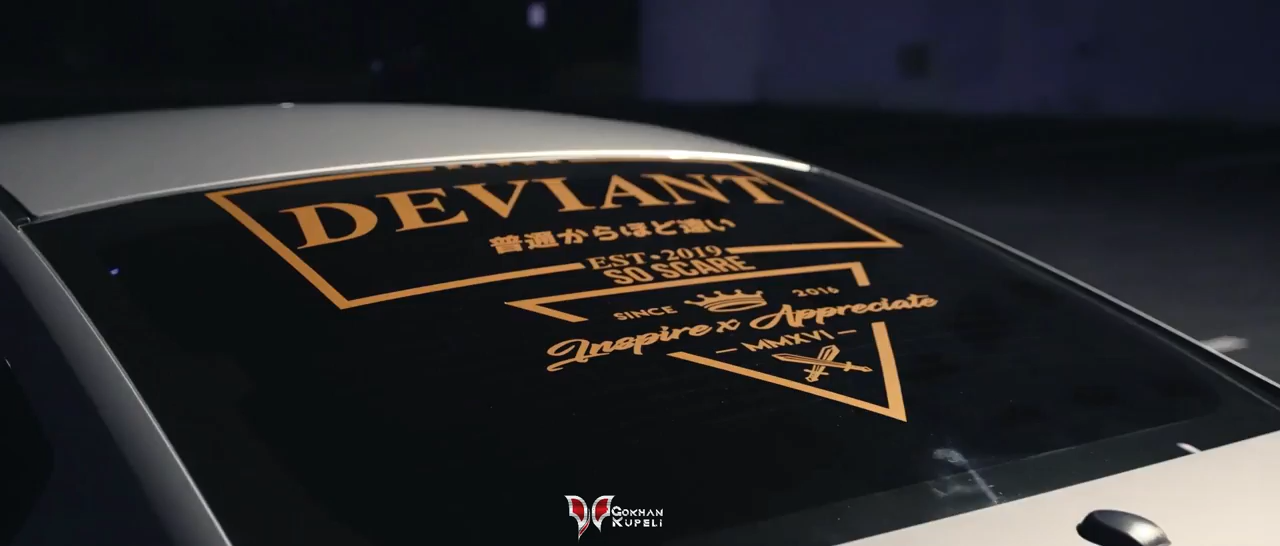 DEVIANT
普通からほど遠い
EST•2019
SO SCARE
SINCE 2016
Inspire x Appreciate
— MMXVI —
GOKHAN
KUPELI